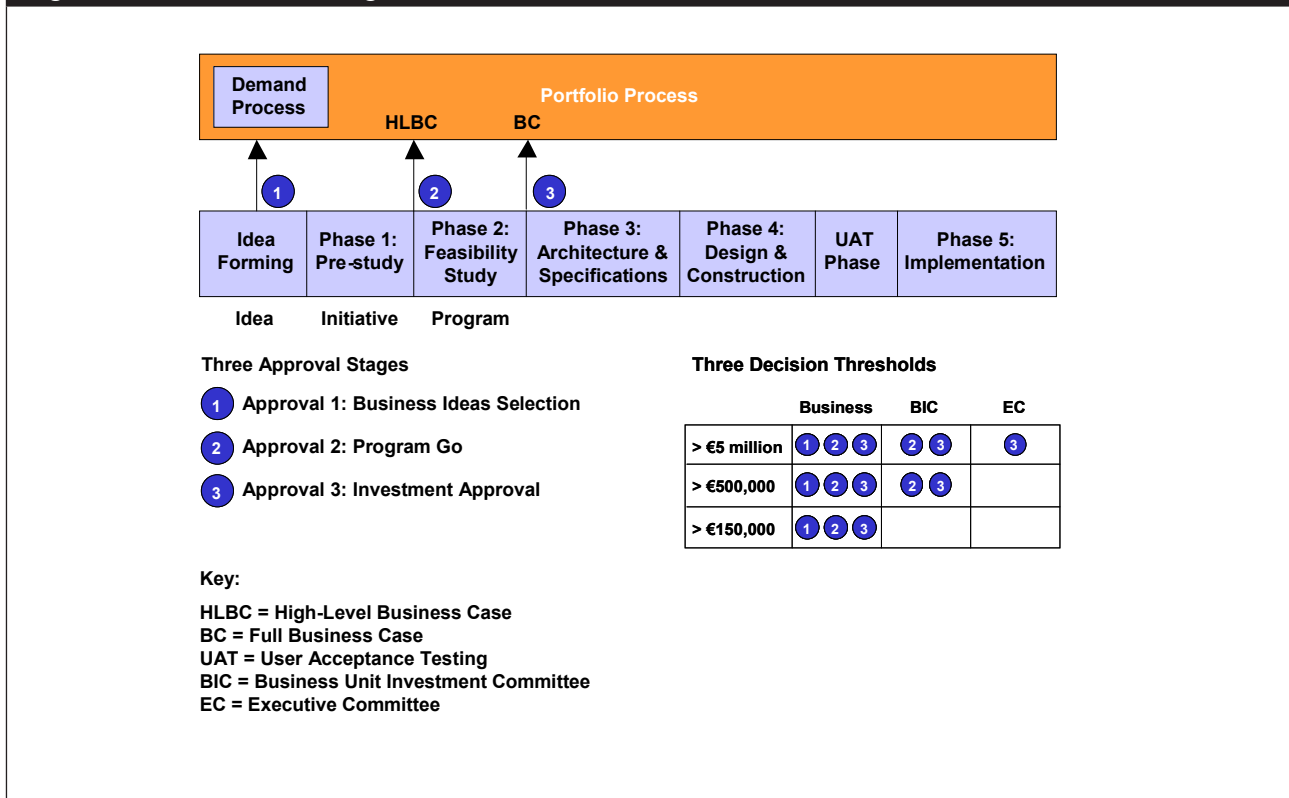 Demand
Process
Portfolio Process
HLBC
BC
1
2
3
Idea
Forming
Phase 1:
Pre-study
Phase 2:
Feasibility
Study
Phase 3:
Architecture &
Specifications
Phase 4:
Design &
Construction
UAT
Phase
Phase 5:
Implementation
Idea
Initiative
Program
Three Approval Stages
1 Approval 1: Business Ideas Selection
2 Approval 2: Program Go
3 Approval 3: Investment Approval
Three Decision Thresholds
Business BIC EC
> €5 million 1 2 3 2 3 3
> €500,000 1 2 3 2 3
> €150,000 1 2 3
Key:
HLBC = High-Level Business Case
BC = Full Business Case
UAT = User Acceptance Testing
BIC = Business Unit Investment Committee
EC = Executive Committee